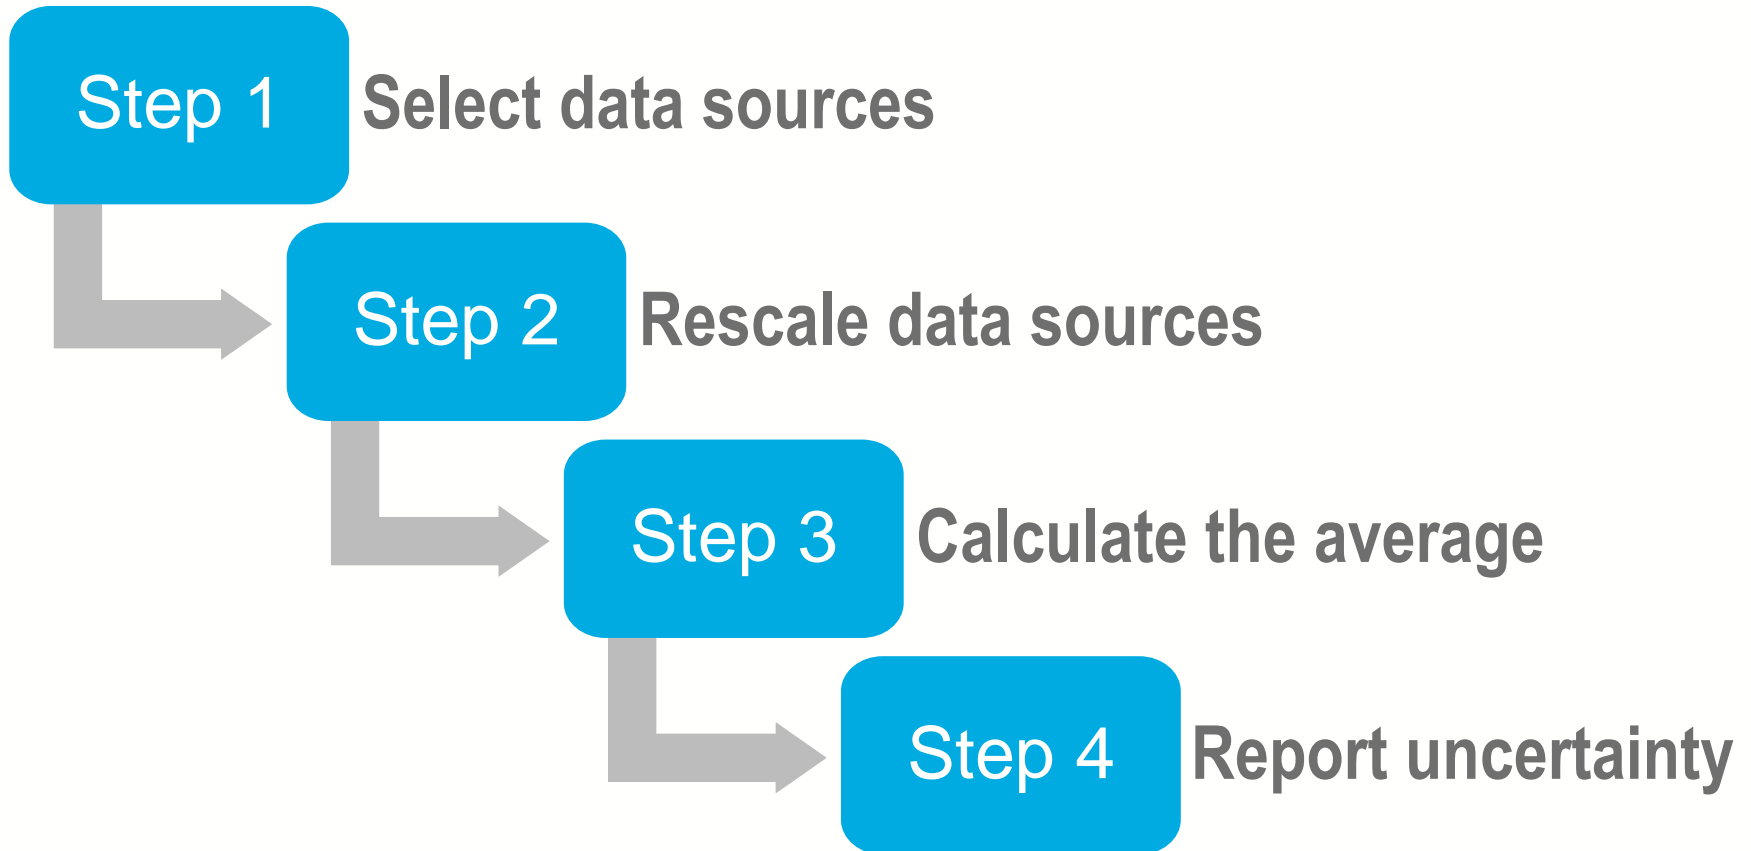 Step 1 Select data sources
Step 2 Rescale data sources
Step 3 Calculate the average
Step 4 Report uncertainty